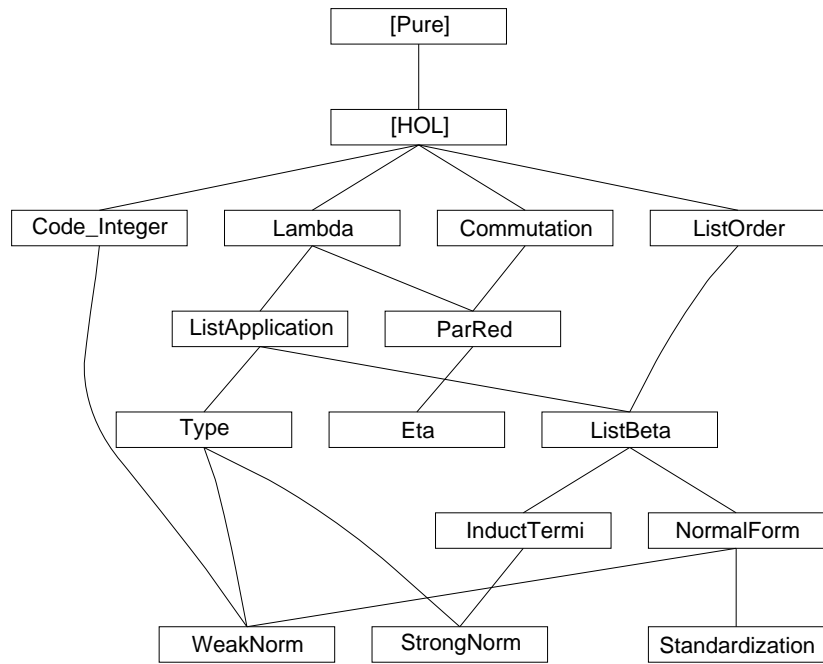 [Pure]
[HOL]
Code_Integer
Lambda
Commutation
ListOrder
ListApplication
ParRed
Type
Eta
ListBeta
InductTermi
NormalForm
WeakNorm
StrongNorm
Standardization